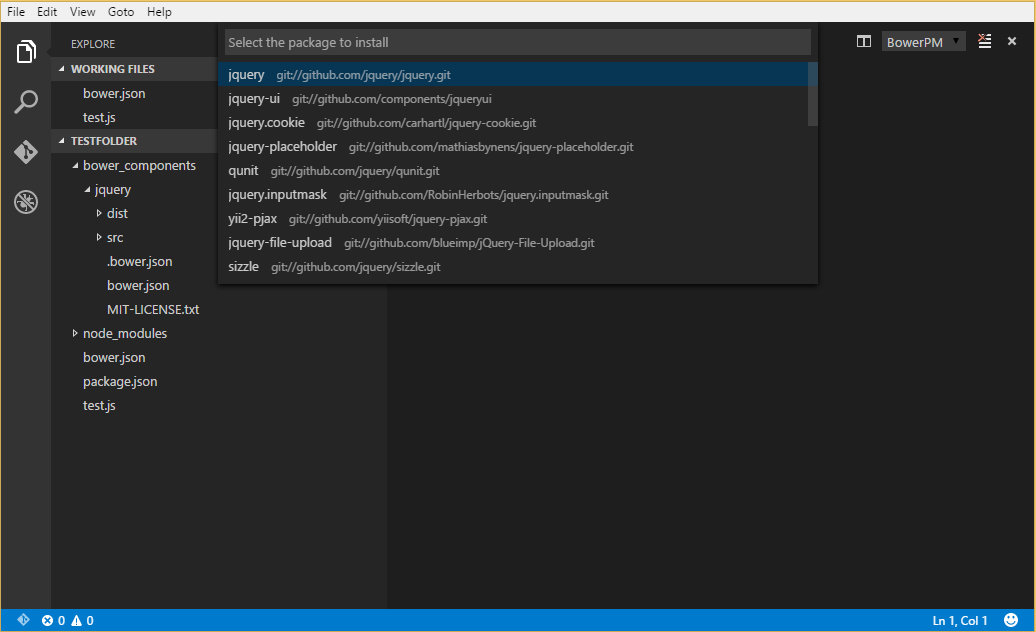 File Edit View Goto Help
EXPLORE
WORKING FILES
bower.json
test.js
TESTFOLDER
bower_components
jquery
dist
src
.bower.json
bower.json
MIT-LICENSE.txt
node_modules
bower.json
package.json
test.js
Select the package to install
jquery git://github.com/jquery/jquery.git
jquery-ui git://github.com/components/jqueryui
jquery.cookie git://github.com/carhartl/jquery-cookie.git
jquery-placeholder git://github.com/mathiasbynens/jquery-placeholder.git
qunit git://github.com/jquery/qunit.git
jquery.inputmask git://github.com/RobinHerbots/jquery.inputmask.git
yii2-pjax git://github.com/yiisoft/jquery-pjax.git
jquery-file-upload git://github.com/blueimp/jQuery-File-Upload.git
sizzle git://github.com/jquery/sizzle.git
BowerPM
0 0
Ln 1, Col 1